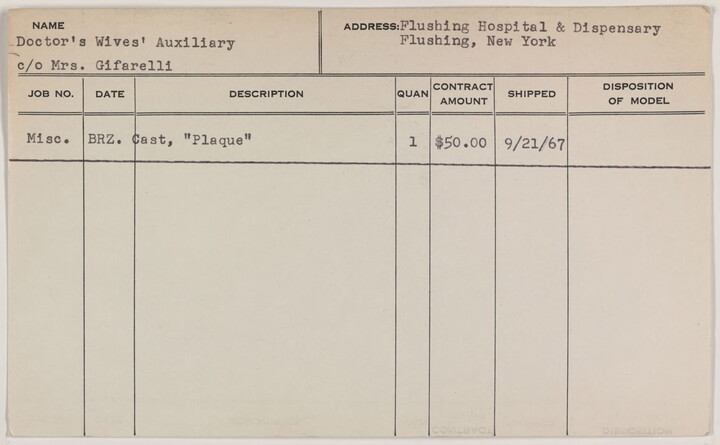 NAME
Doctor's Wives' Auxiliary
c/o Mrs. Gifarelli
ADDRESS: Flushing Hospital & Dispensary
Flushing, New York
JOB NO. DATE DESCRIPTION QUAN CONTRACT AMOUNT SHIPPED DISPOSITION OF MODEL
Misc. BRZ. Cast, "Plaque" 1 $50.00 9/21/67